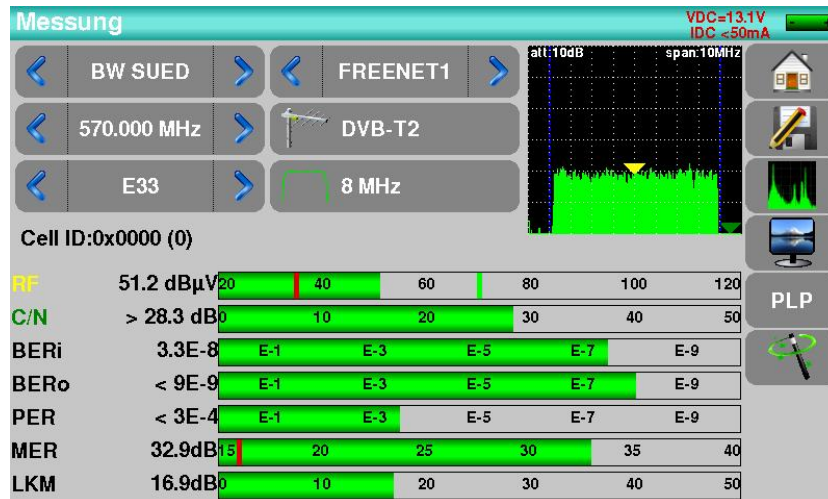 Messung
VDC=13.1V
IDC <50mA
BW SUED
FREENET1
att:10dB
span:10MHz
570.000 MHz
DVB-T2
E33
8 MHz
Cell ID:0x0000 (0)
RF 51.2 dBµV 20 40 60 80 100 120
C/N > 28.3 dB 0 10 20 30 40 50
BERi 3.3E-8 E-1 E-3 E-5 E-7 E-9
BERo < 9E-9 E-1 E-3 E-5 E-7 E-9
PER < 3E-4 E-1 E-3 E-5 E-7 E-9
MER 32.9dB 15 20 25 30 35 40
LKM 16.9dB 0 10 20 30 40 50
PLP